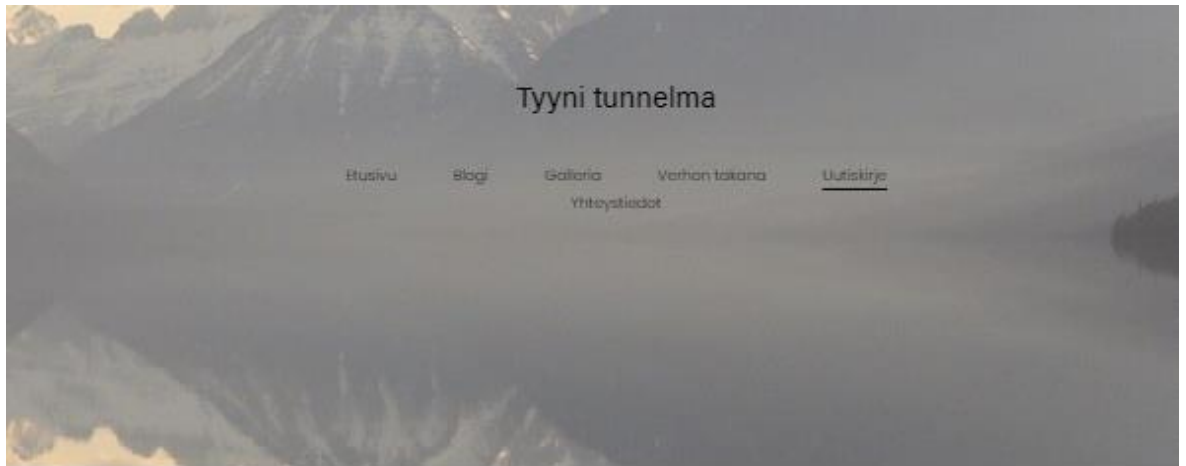 Tyyni tunnelma
Etusivu Blogi Galleria Verhon takana Uutiskirje
Yhteystiedot